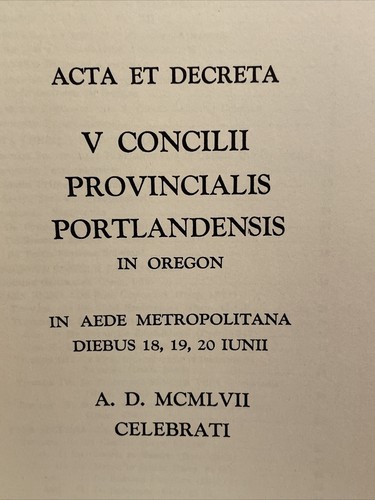 ACTA ET DECRETA
V CONCILII
PROVINCIALIS
PORTLANDENSIS
IN OREGON
IN AEDE METROPOLITANA
DIEBUS 18, 19, 20 IUNII
A. D. MCMLVII
CELEBRATI